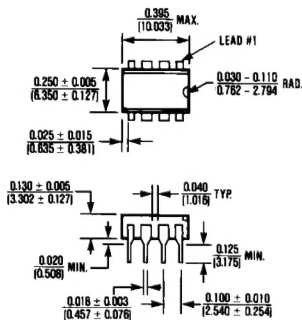 0.395
(10.033) MAX.
LEAD #1
0.250 ± 0.005
(6.350 ± 0.127)
0.030 - 0.110
0.762 - 2.794 RAD.
0.025 ± 0.015
(0.635 ± 0.381)
0.130 ± 0.005
(3.302 ± 0.127)
0.040
(1.016) TYP.
0.020
(0.508) MIN.
0.125
(3.175) MIN.
0.018 ± 0.003
(0.457 ± 0.076)
0.100 ± 0.010
(2.540 ± 0.254)